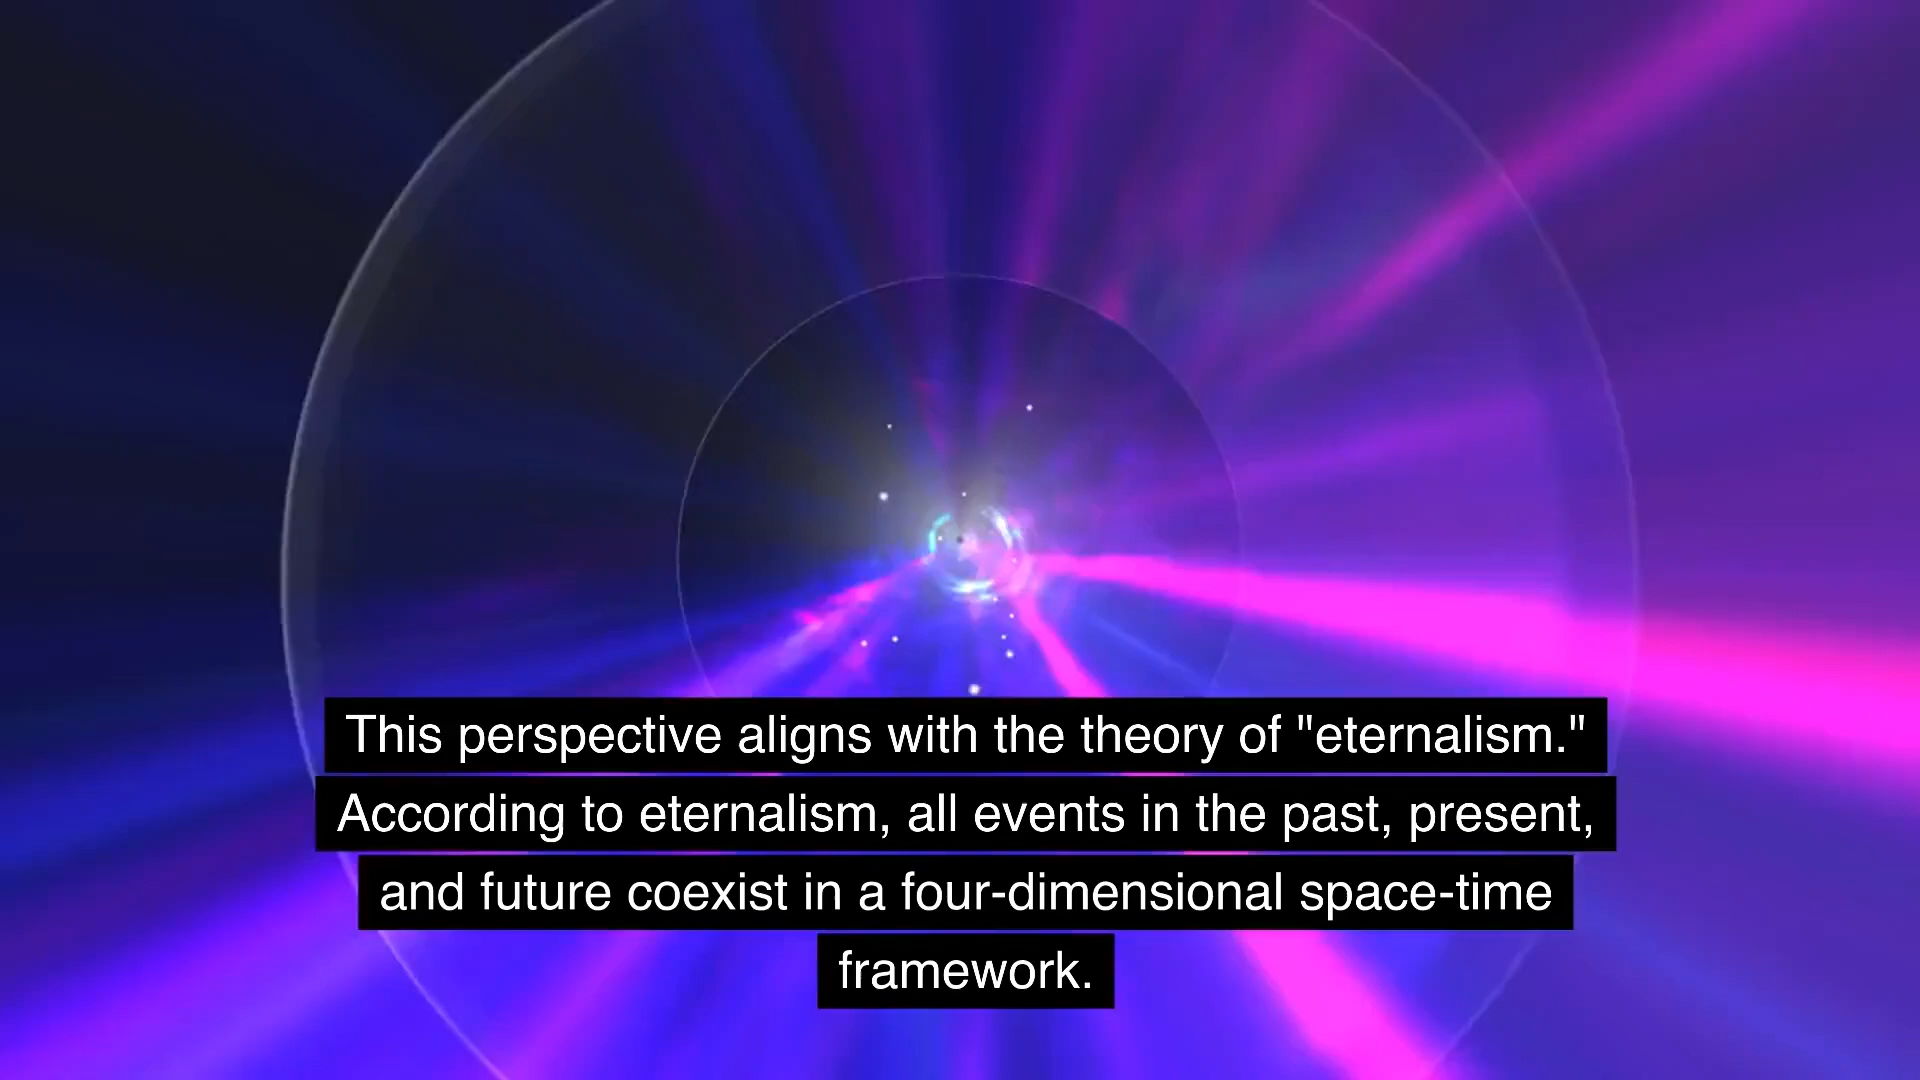 This perspective aligns with the theory of "eternalism."
According to eternalism, all events in the past, present,
and future coexist in a four-dimensional space-time
framework.